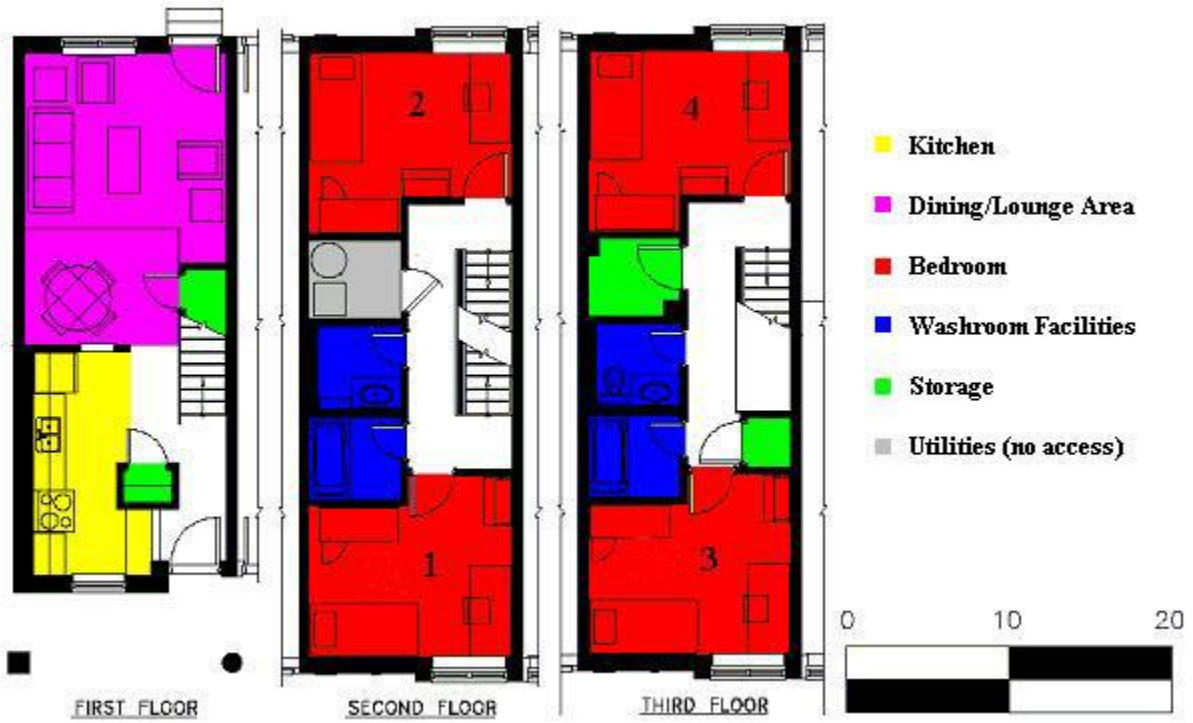 2
4
1
3
Kitchen
Dining/Lounge Area
Bedroom
Washroom Facilities
Storage
Utilities (no access)
0 10 20
FIRST FLOOR
SECOND FLOOR
THIRD FLOOR